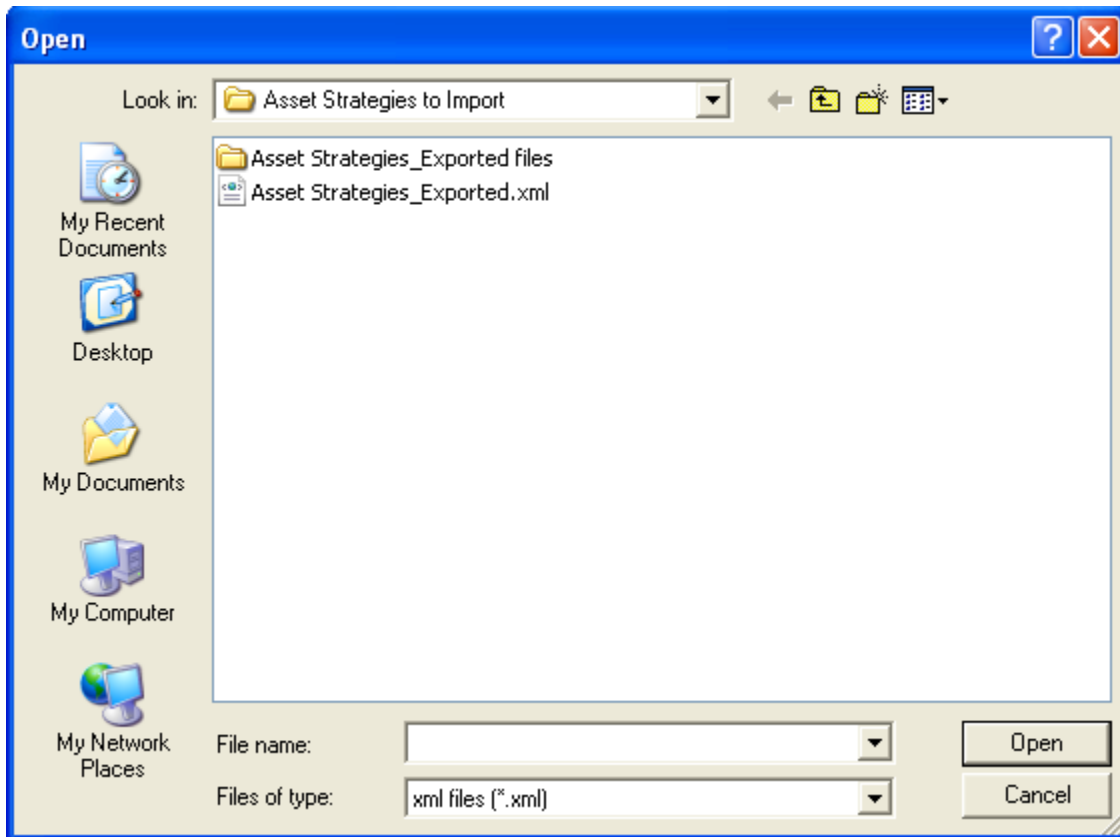 Open
Look in: Asset Strategies to Import
Asset Strategies_Exported files
Asset Strategies_Exported.xml
My Recent
Documents
Desktop
My Documents
My Computer
My Network
Places
File name:
Open
Files of type: xml files (*.xml)
Cancel